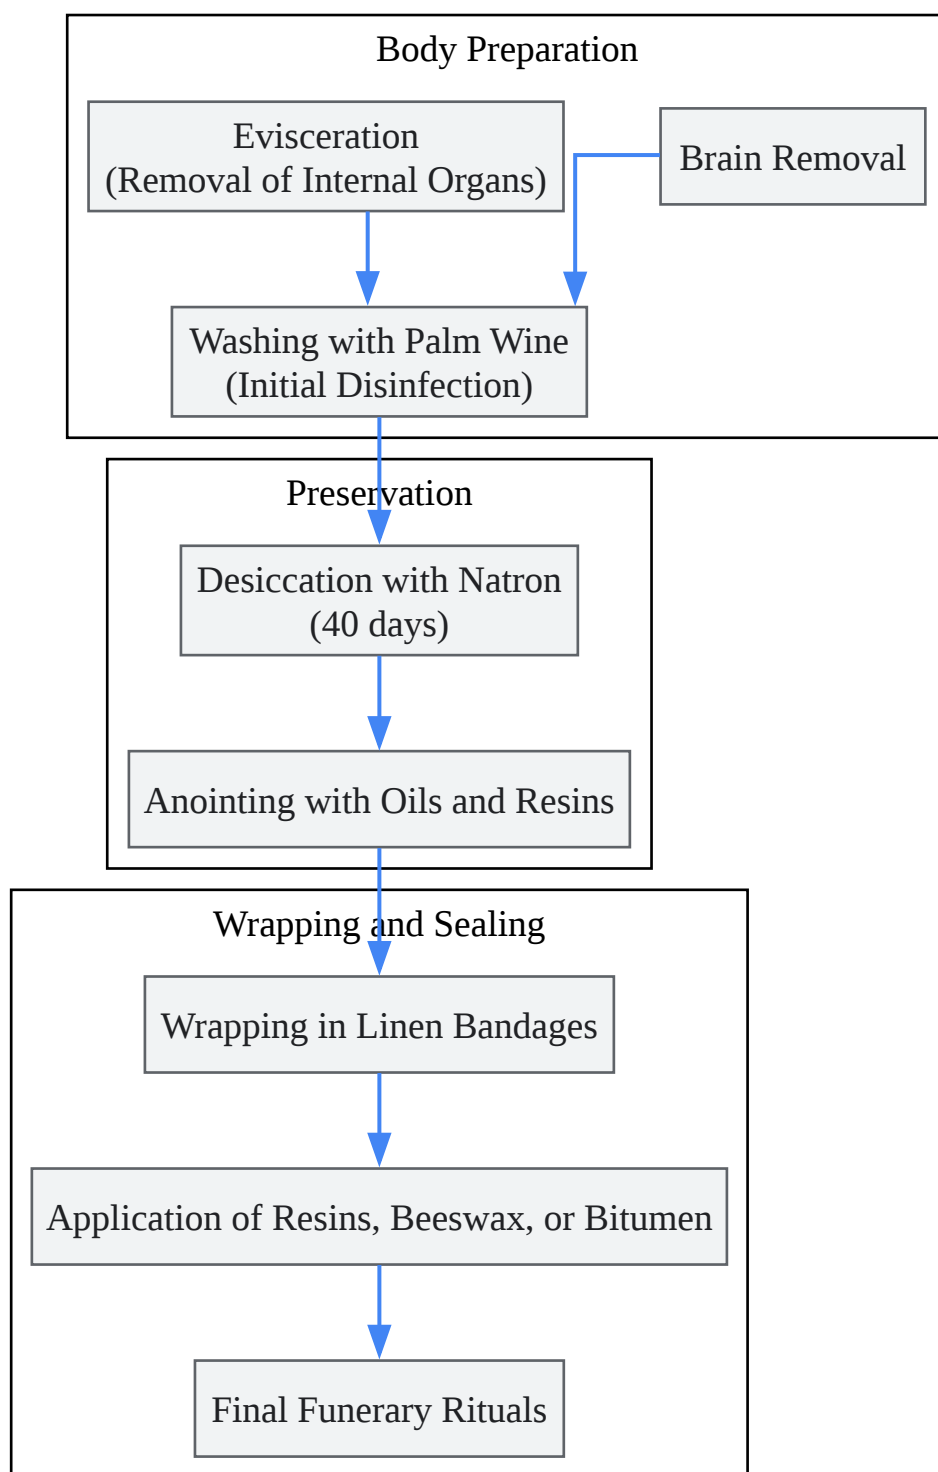 Body Preparation
Evisceration
(Removal of Internal Organs)
Brain Removal
Washing with Palm Wine
(Initial Disinfection)
Preservation
Desiccation with Natron
(40 days)
Anointing with Oils and Resins
Wrapping and Sealing
Wrapping in Linen Bandages
Application of Resins, Beeswax, or Bitumen
Final Funerary Rituals